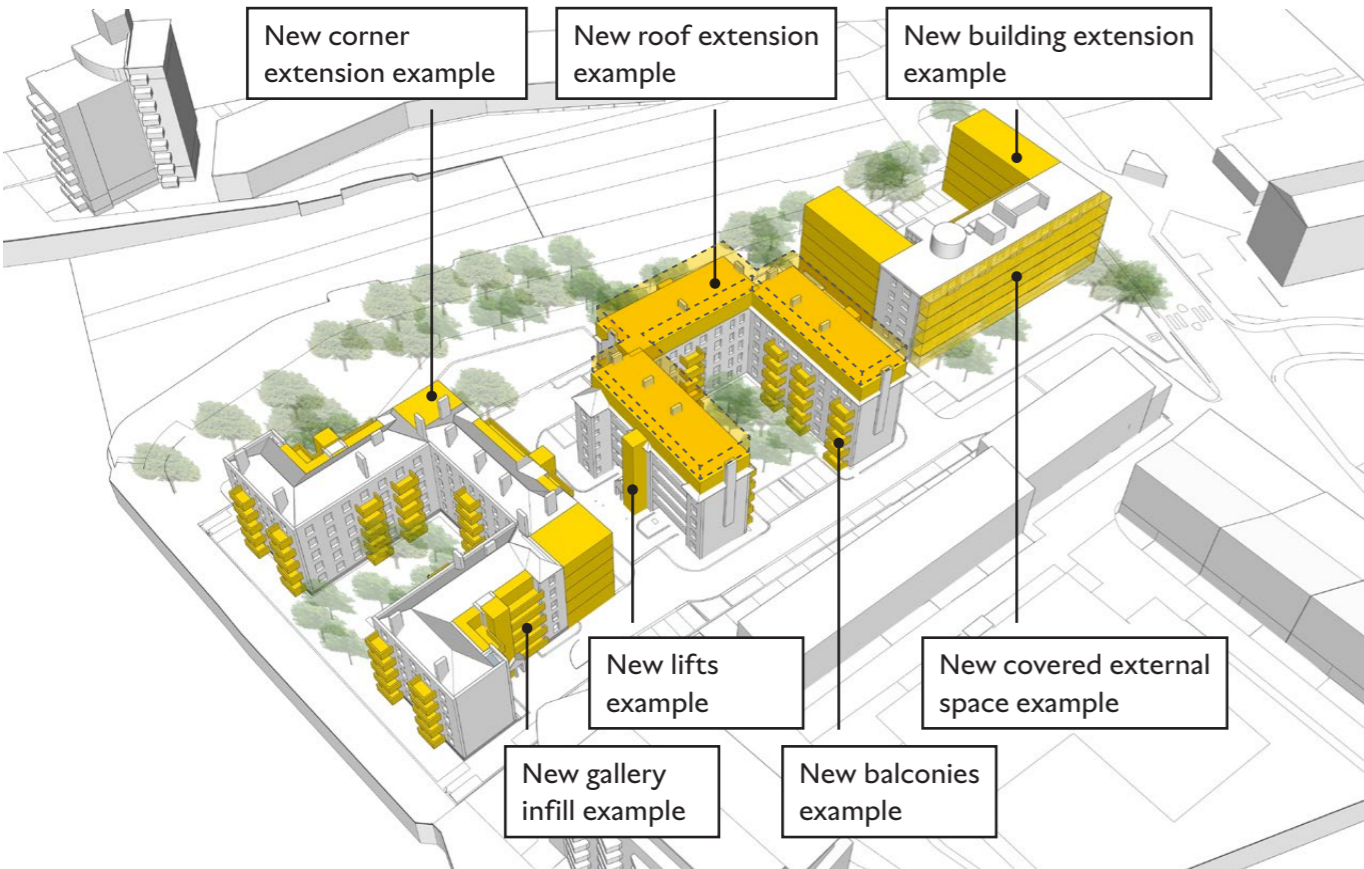 New corner
extension example
New roof extension
example
New building extension
example
New lifts
example
New covered external
space example
New gallery
infill example
New balconies
example